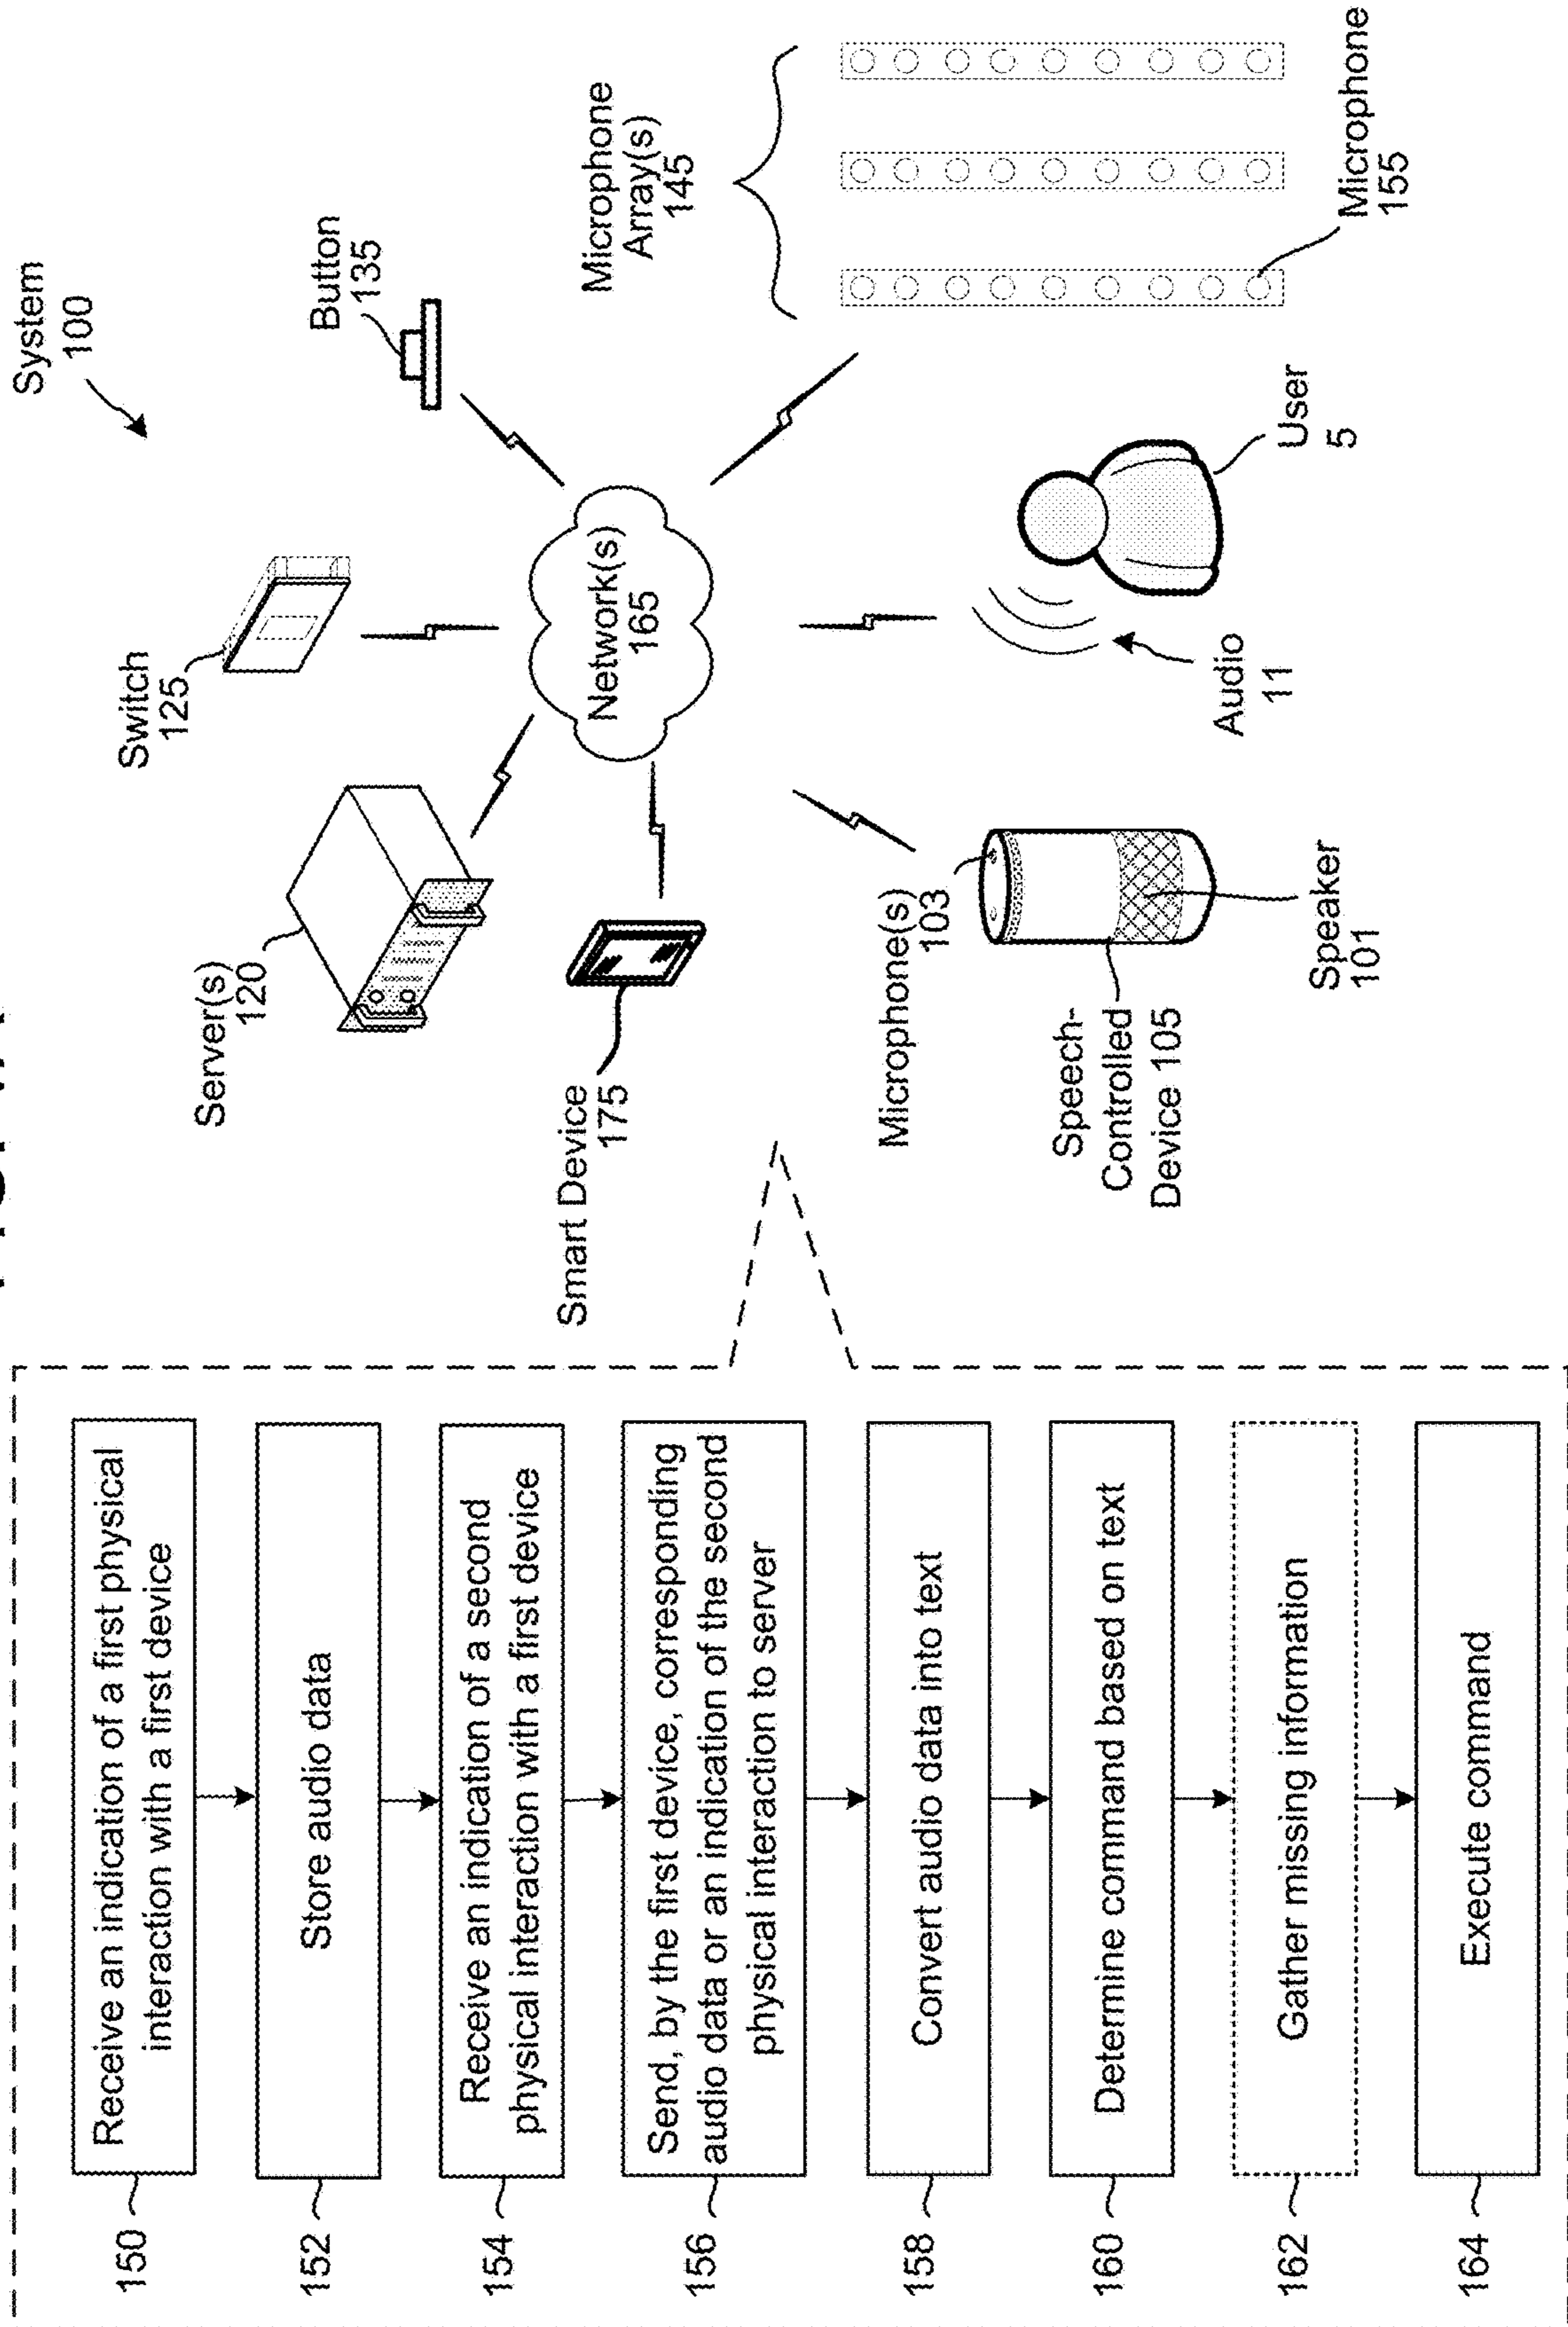 System
100
Button
135
Switch
125
Server(s)
120
Smart Device
175
Network(s)
165
Microphone
Array(s)
145
Microphone
155
User
5
Audio
11
Microphone(s)
103
Speech-
Controlled
Device 105
Speaker
101
150
Receive an indication of a first physical
interaction with a first device
152
Store audio data
154
Receive an indication of a second
physical interaction with a first device
156
Send, by the first device, corresponding
audio data or an indication of the second
physical interaction to server
158
Convert audio data into text
160
Determine command based on text
162
Gather missing information
164
Execute command